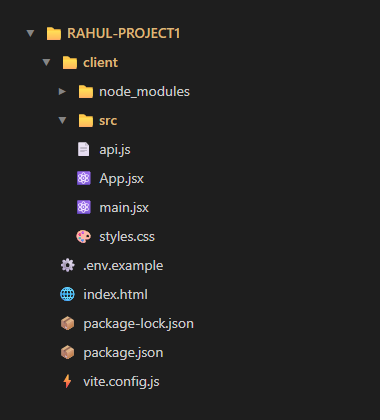 RAHUL-PROJECT1
client
node_modules
src
api.js
App.jsx
main.jsx
styles.css
.env.example
index.html
package-lock.json
package.json
vite.config.js